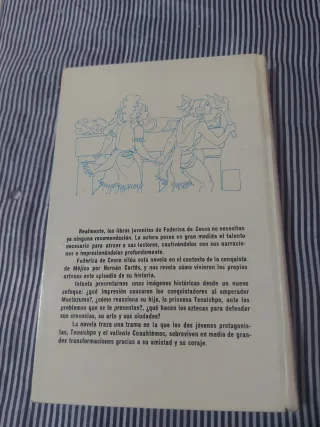 Realmente, los libros juveniles de Federica de Cesco no necesitan
ya ninguna recomendación. La autora posee en gran medida el talento
necesario para atraer a sus lectores, cautivándolos con sus narracio-
nes e impresionándoles profundamente.
Federica de Cesco sitúa esta novela en el contexto de la conquista
de Méjico por Hernán Cortés, y nos revela cómo vivieron los propios
aztecas este episodio de su historia.
Intenta presentarnos unas imágenes históricas desde un nuevo
enfoque: ¿qué impresión causaron los conquistadores al emperador
Moctezuma?, ¿cómo reacciona su hija, la princesa Tecuichpo, ante los
problemas que se le presentan?, ¿qué hacen los aztecas para defender
sus creencias, su arte y sus ciudades?
La novela traza una trama en la que los dos jóvenes protagonis-
tas, Tecuichpo y el valiente Cuauhtémoc, sobreviven en medio de gran-
des transformaciones gracias a su amistad y su coraje.